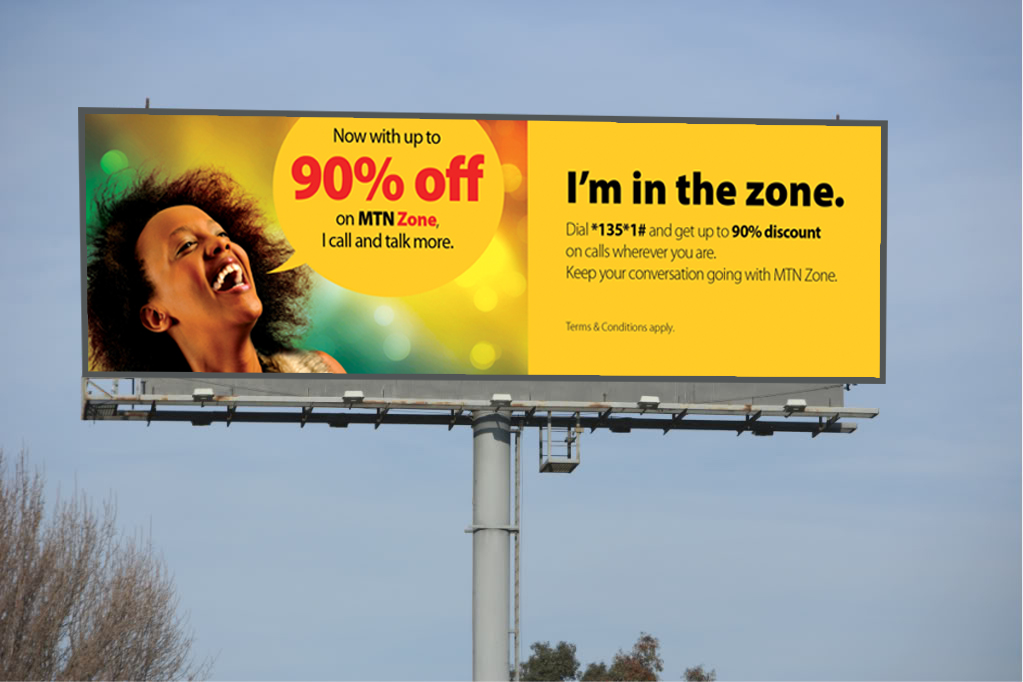 Now with up to
90% off
on MTN Zone,
I call and talk more.
I'm in the zone.
Dial *135*1# and get up to 90% discount
on calls wherever you are.
Keep your conversation going with MTN Zone.
Terms & Conditions apply.